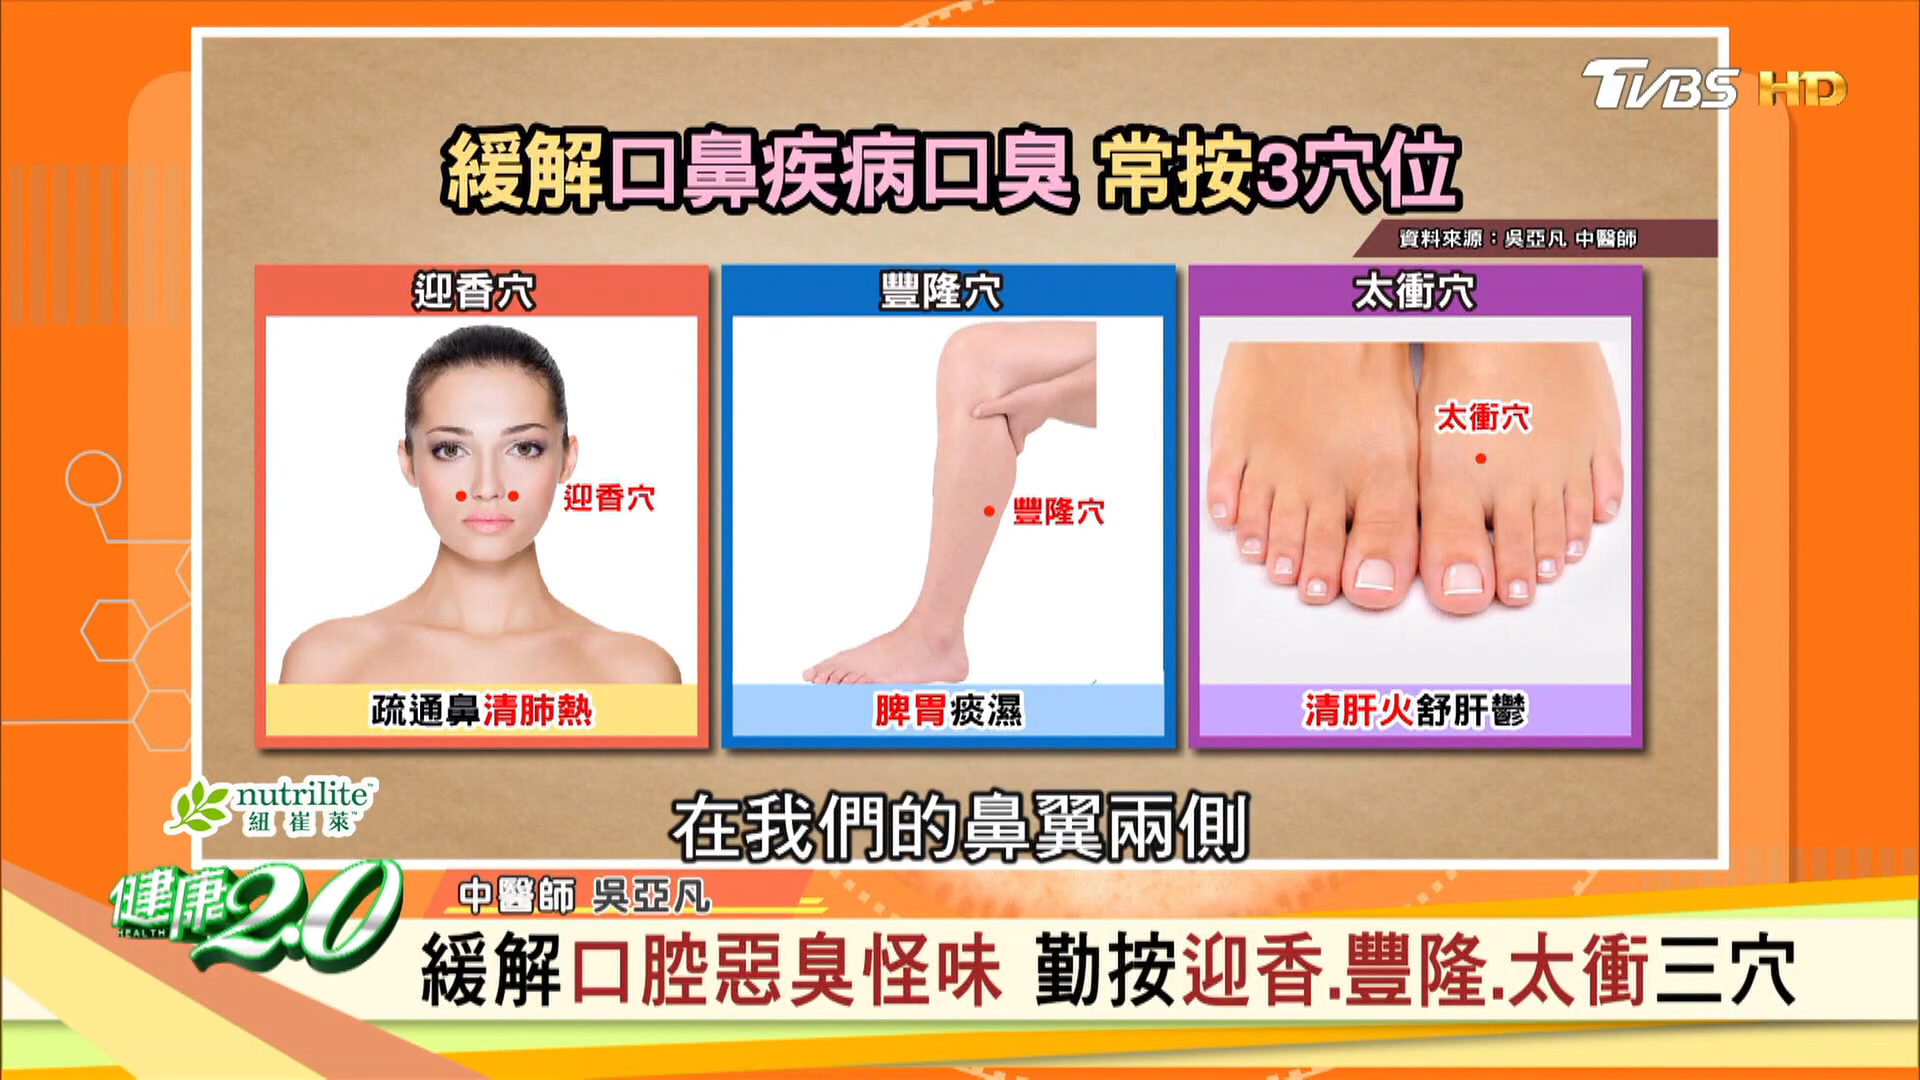 TVBS HD
緩解口鼻疾病口臭 常按3穴位
資料來源：吳亞凡 中醫師
迎香穴
迎香穴
疏通鼻清肺熱
豐隆穴
豐隆穴
脾胃痰濕
太衝穴
太衝穴
清肝火舒肝鬱
在我們的鼻翼兩側
nutrilite™
紐崔萊™
健康2.0
HEALTH
中醫師 吳亞凡
緩解口腔惡臭怪味 勤按迎香.豐隆.太衝三穴